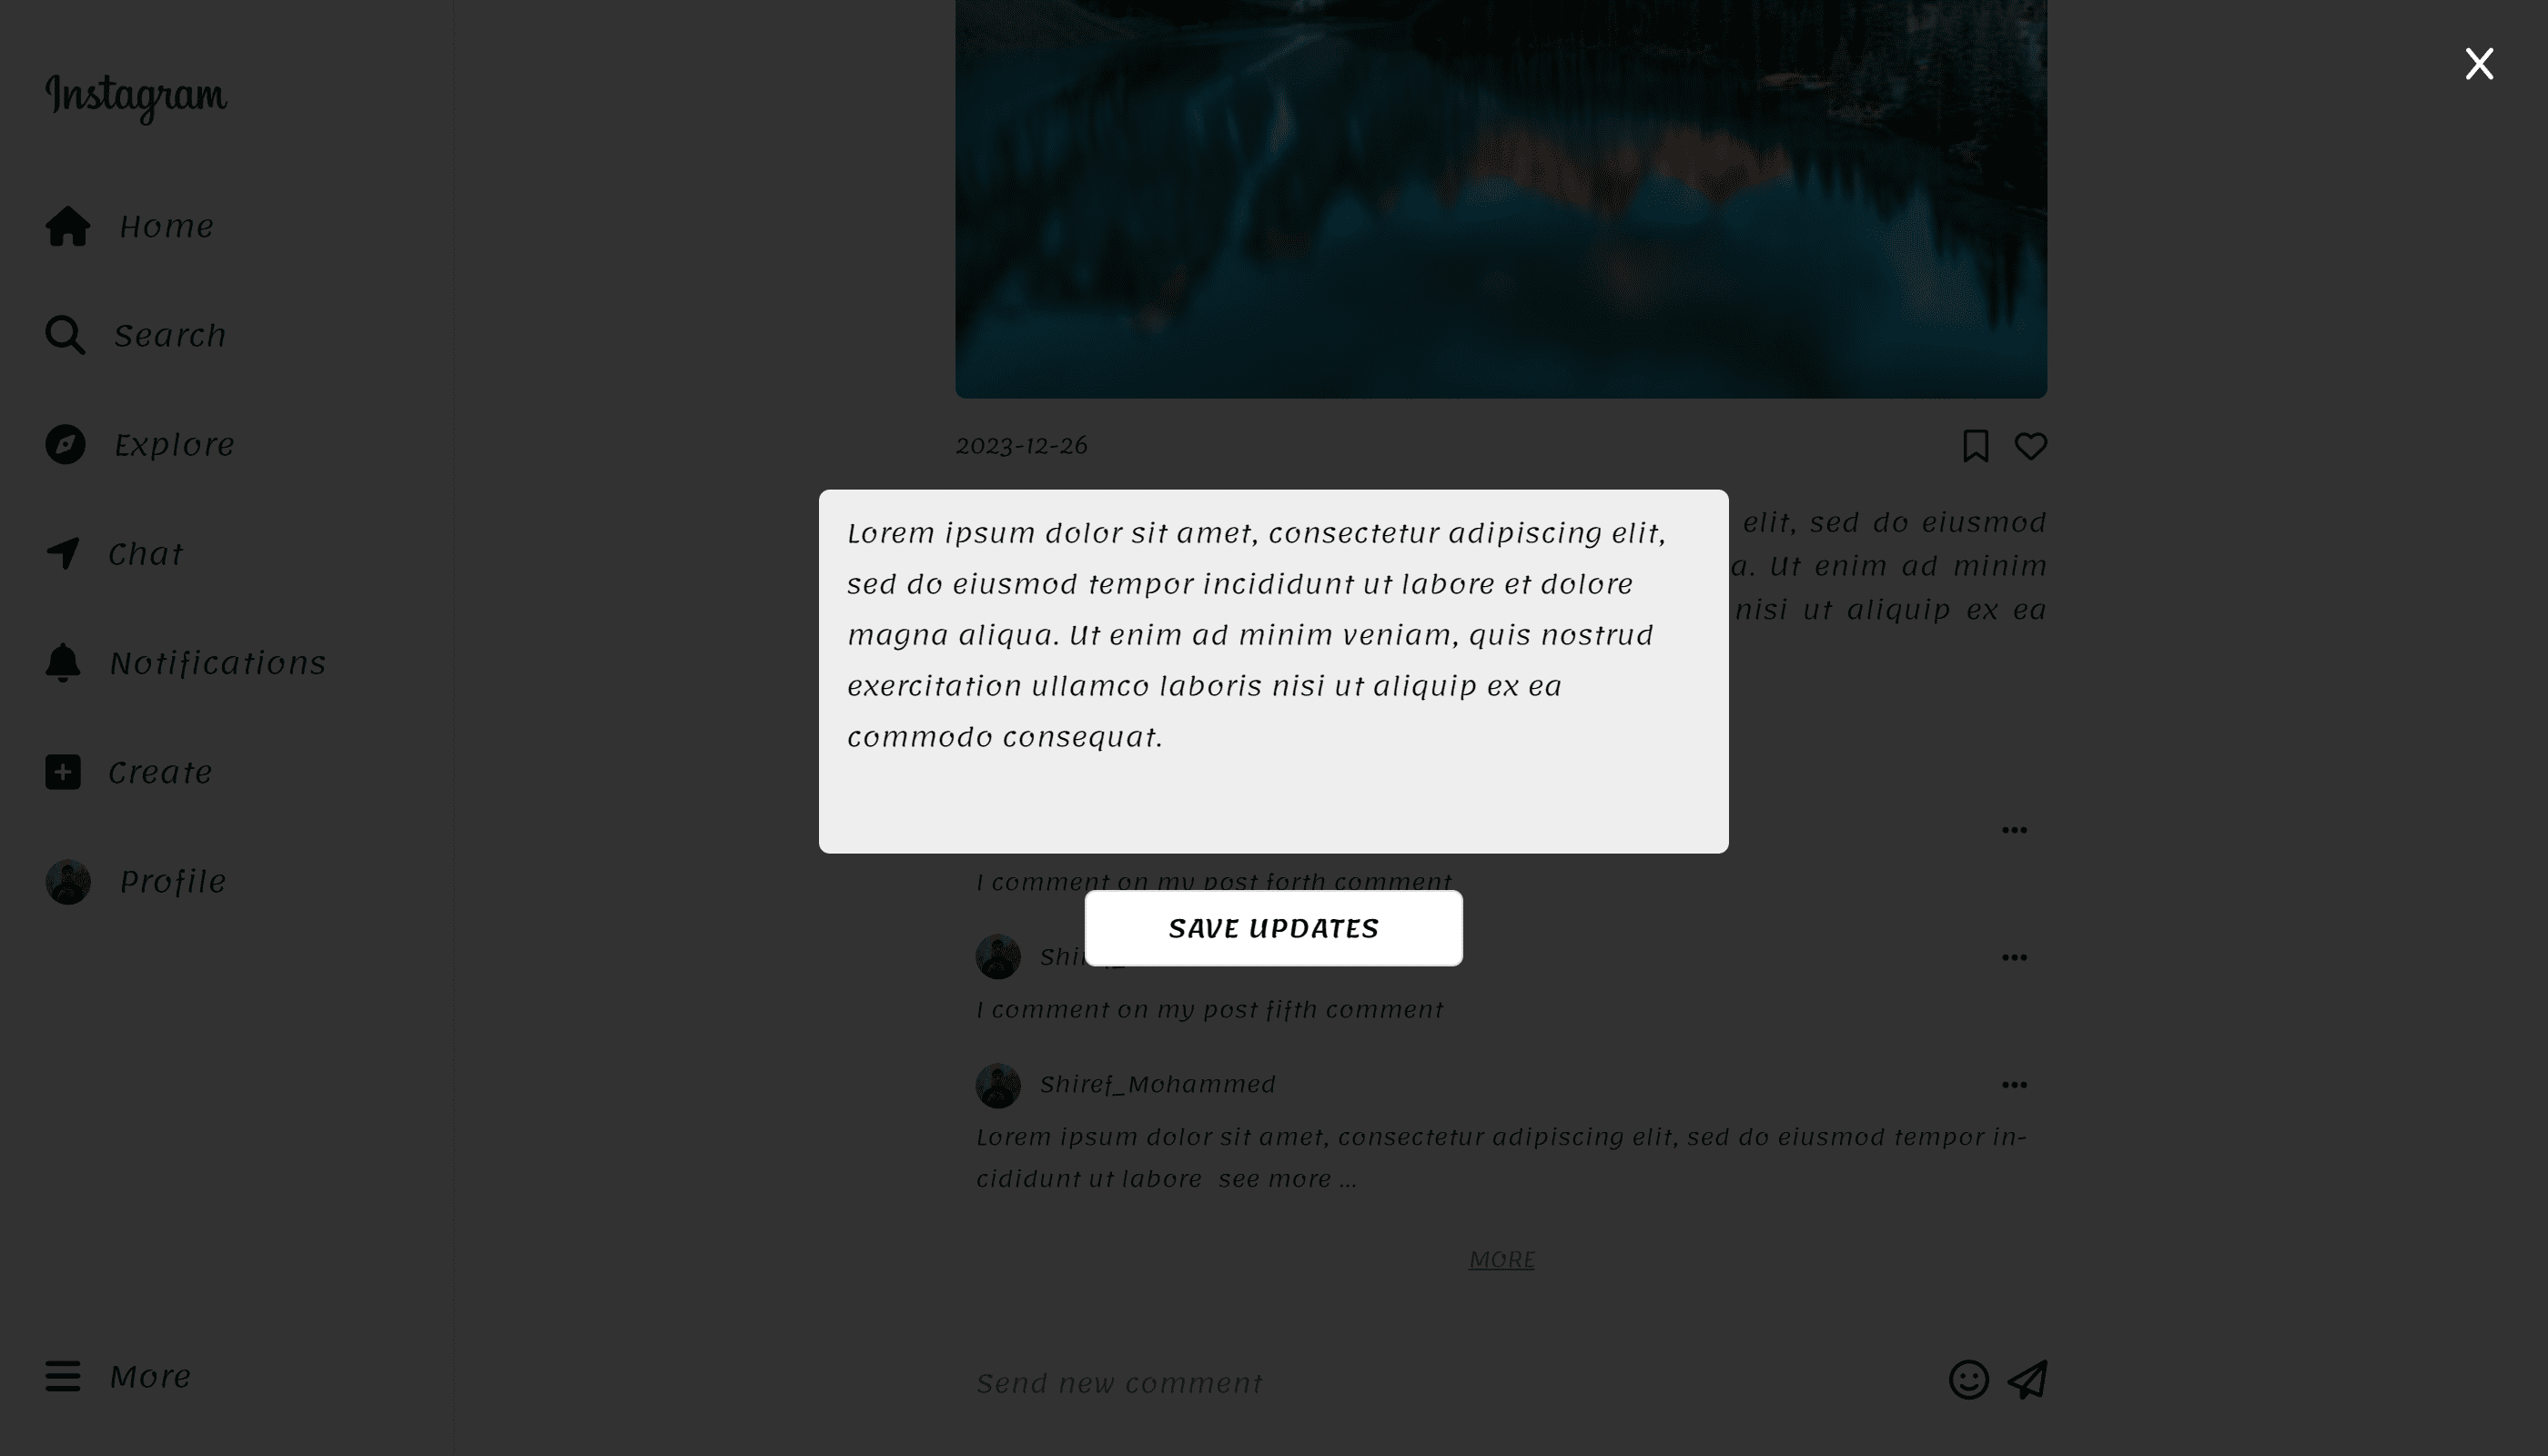 Instagram
Home
Search
Explore
Chat
Notifications
Create
Profile
More
2023-12-26
elit, sed do eiusmod
a. Ut enim ad minim
nisi ut aliquip ex ea
Lorem ipsum dolor sit amet, consectetur adipiscing elit,
sed do eiusmod tempor incididunt ut labore et dolore
magna aliqua. Ut enim ad minim veniam, quis nostrud
exercitation ullamco laboris nisi ut aliquip ex ea
commodo consequat.
I comment on my post forth comment
SAVE UPDATES
I comment on my post fifth comment
Shiref_Mohammed
Lorem ipsum dolor sit amet, consectetur adipiscing elit, sed do eiusmod tempor in-
cididunt ut labore see more ...
MORE
Send new comment